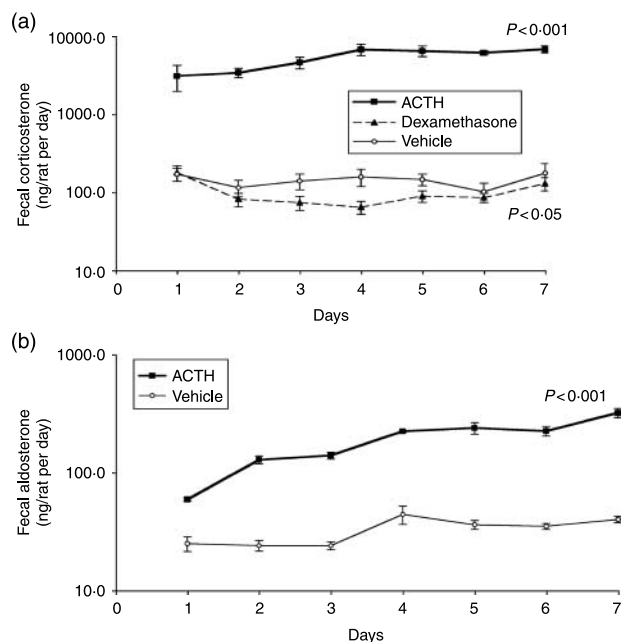 (a)
Fecal corticosterone
(ng/rat per day)
10000·0
1000·0
100·0
10·0
P<0·001
ACTH
Dexamethasone
Vehicle
P<0·05
0 1 2 3 4 5 6 7
Days
(b)
Fecal aldosterone
(ng/rat per day)
1000·0
100·0
10·0
ACTH
Vehicle
P<0·001
0 1 2 3 4 5 6 7
Days